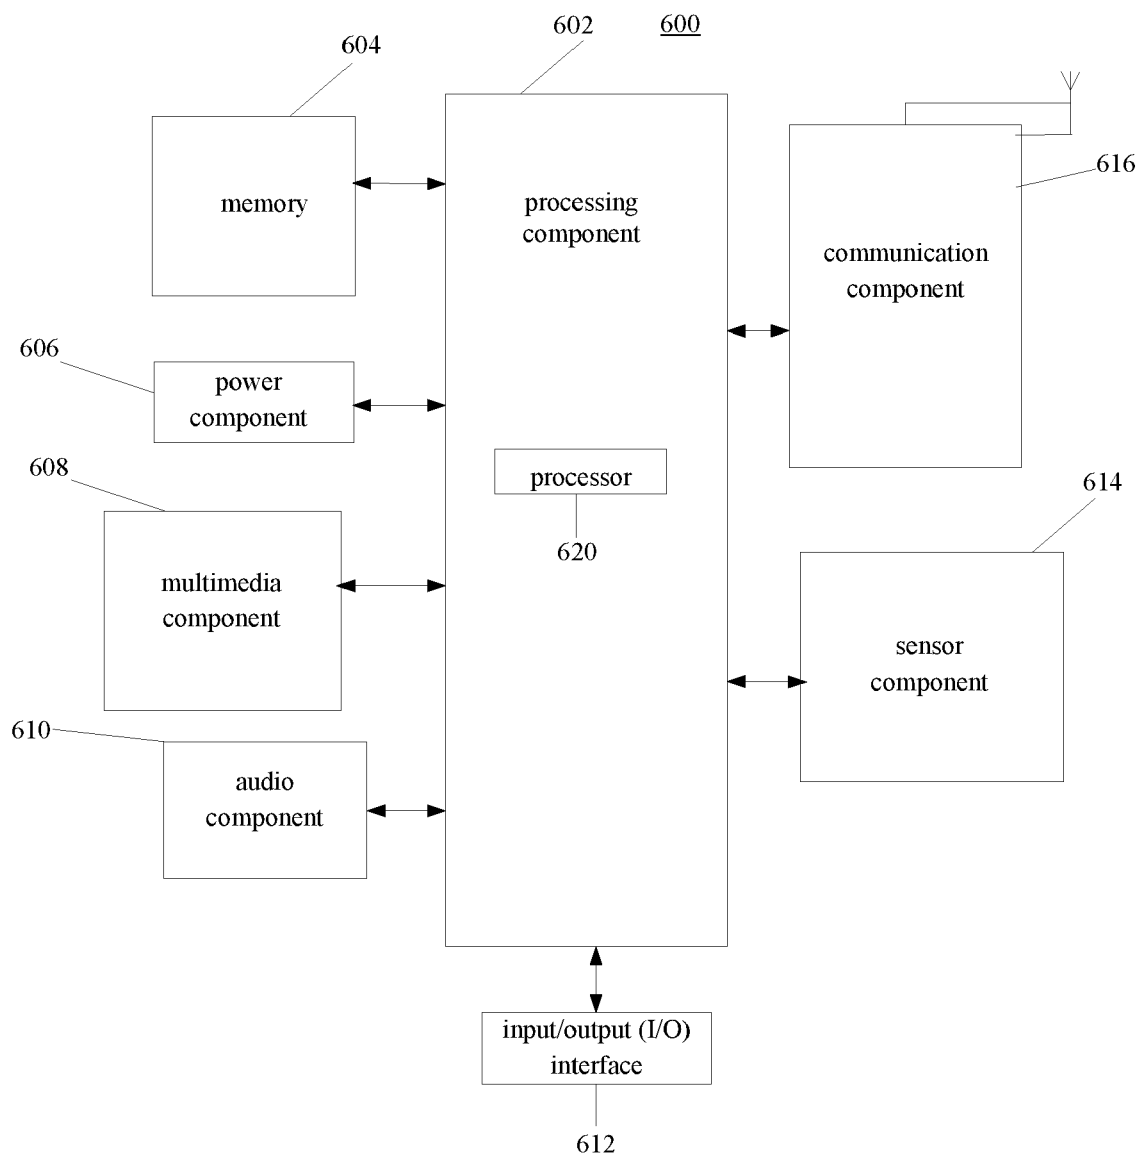 600
602
604
616
memory
processing
component
communication
component
606
power
component
608
processor
614
620
multimedia
component
sensor
component
610
audio
component
input/output (I/O)
interface
612